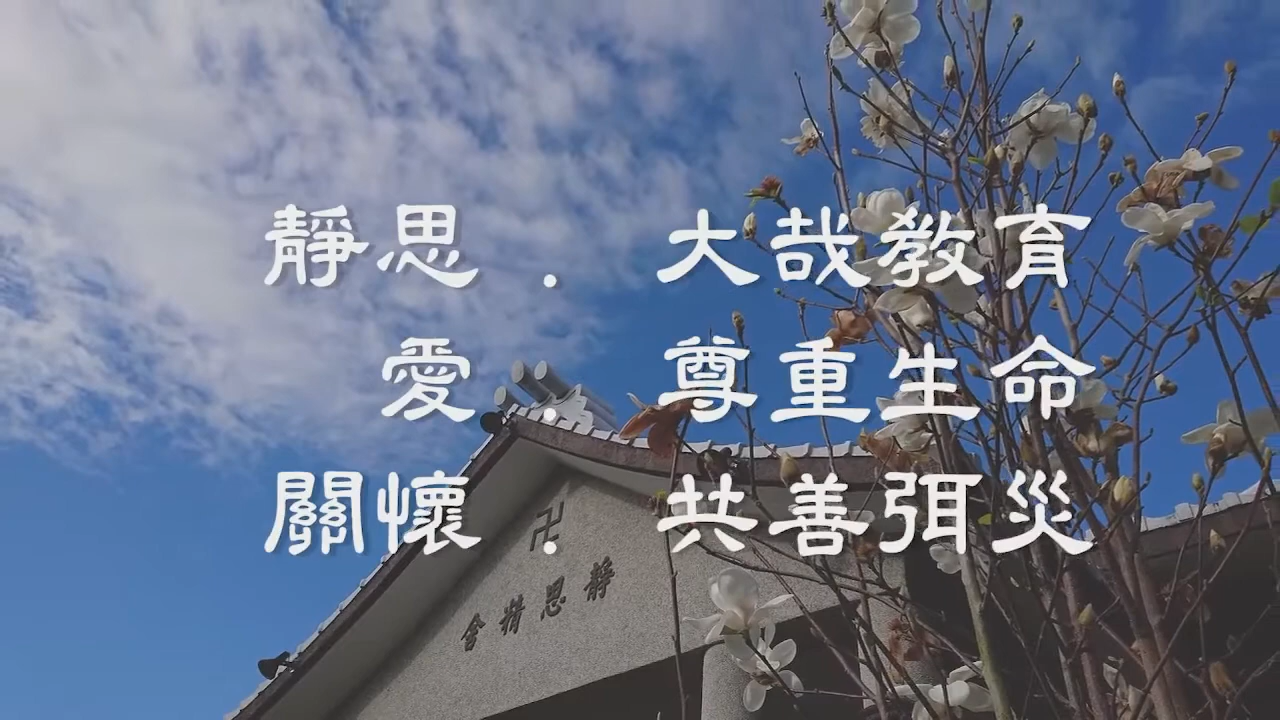 靜思． 大哉教育
愛． 尊重生命
關懷． 共善弭災
卍
靜思精舍